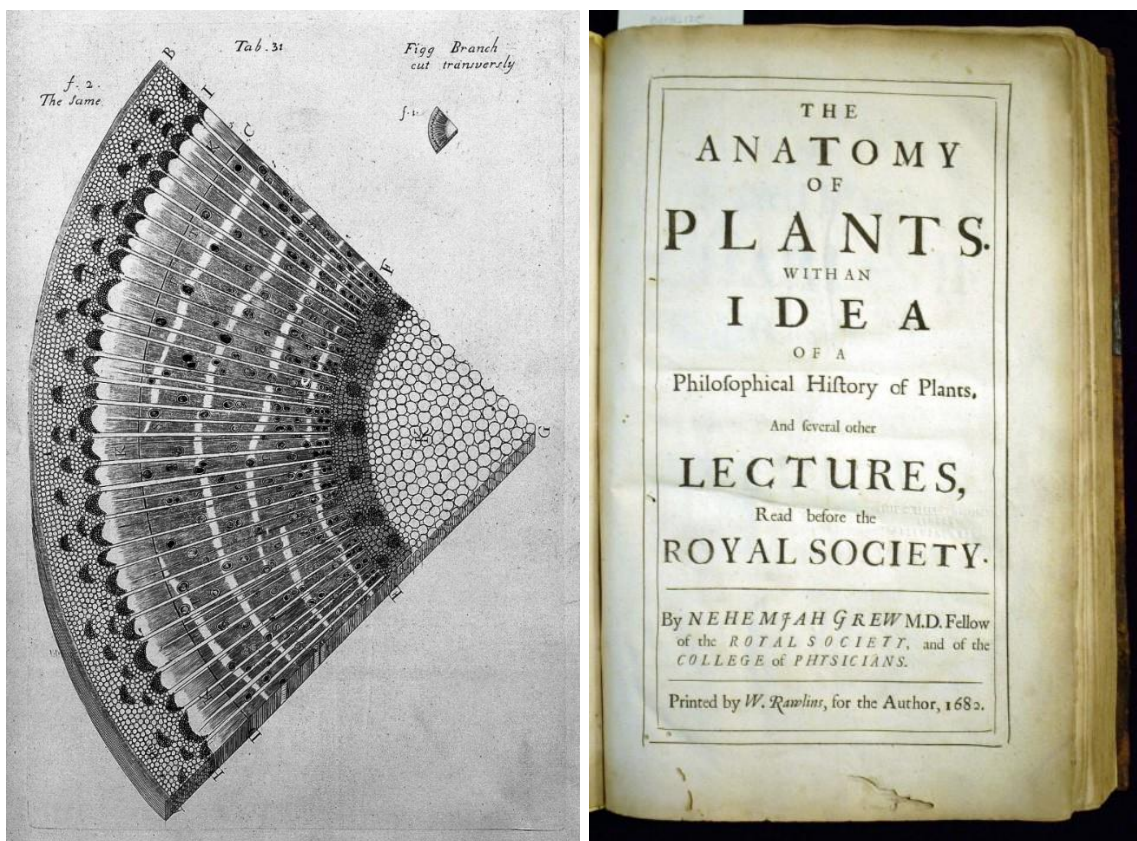 Tab. 31
Figg Branch
cut transversly
f. 2.
The Same
f. 1.
B
I
C
F
G
THE
ANATOMY
OF
PLANTS.
WITH AN
IDEA
OF A
Philoſophical Hiſtory of Plants,
And ſeveral other
LECTURES,
Read before the
ROYAL SOCIETY.
By NEHEMJAH GREW M.D. Fellow
of the ROYAL SOCIETY, and of the
COLLEGE of PHYSICIANS.
Printed by W. Rawlins, for the Author, 1682.